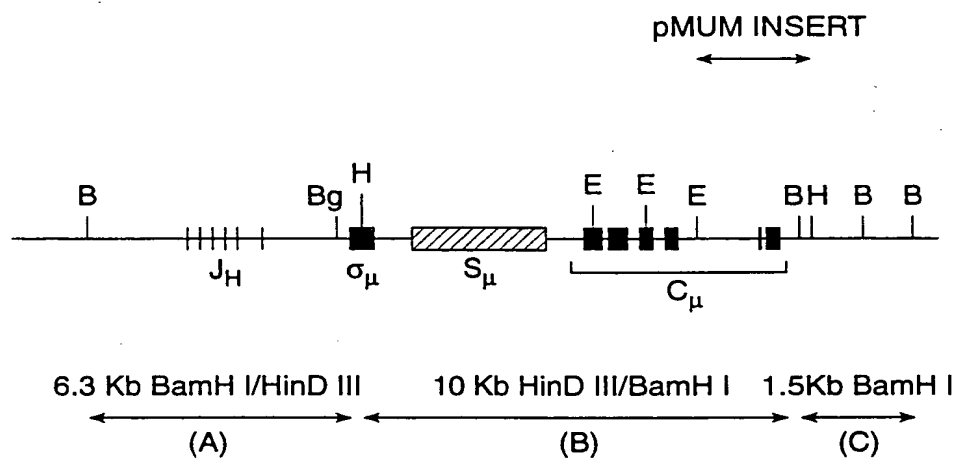 pMUM INSERT
B Bg H E E E B H B B
J_H σ_μ S_μ C_μ
6.3 Kb BamH I/HinD III 10 Kb HinD III/BamH I 1.5Kb BamH I
(A) (B) (C)